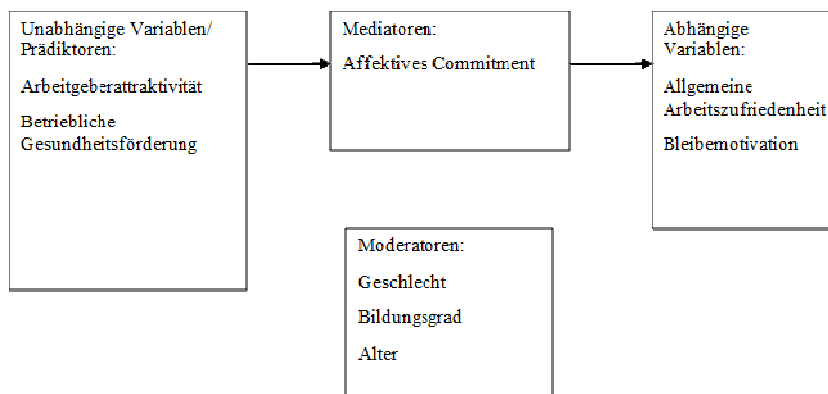 Unabhängige Variablen/
Prädiktoren:
Arbeitgeberattraktivität
Betriebliche
Gesundheitsförderung
Mediatoren:
Affektives Commitment
Abhängige
Variablen:
Allgemeine
Arbeitszufriedenheit
Bleibemotivation
Moderatoren:
Geschlecht
Bildungsgrad
Alter